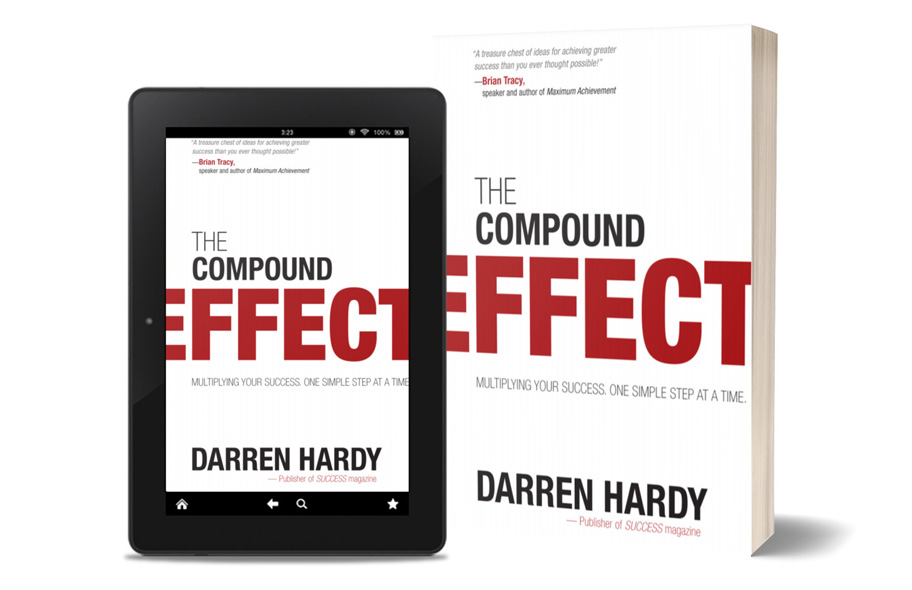 3:23
100%
"A treasure chest of ideas for achieving greater
success than you ever thought possible!"
—Brian Tracy,
speaker and author of Maximum Achievement
THE
COMPOUND
EFFECT
MULTIPLYING YOUR SUCCESS. ONE SIMPLE STEP AT A TIME
DARREN HARDY
— Publisher of SUCCESS magazine
"A treasure chest of ideas for achieving greater
success than you ever thought possible!"
—Brian Tracy,
speaker and author of Maximum Achievement
THE
COMPOUND
EFFECT
MULTIPLYING YOUR SUCCESS. ONE SIMPLE STEP AT A TIME.
DARREN HARDY
— Publisher of SUCCESS magazine